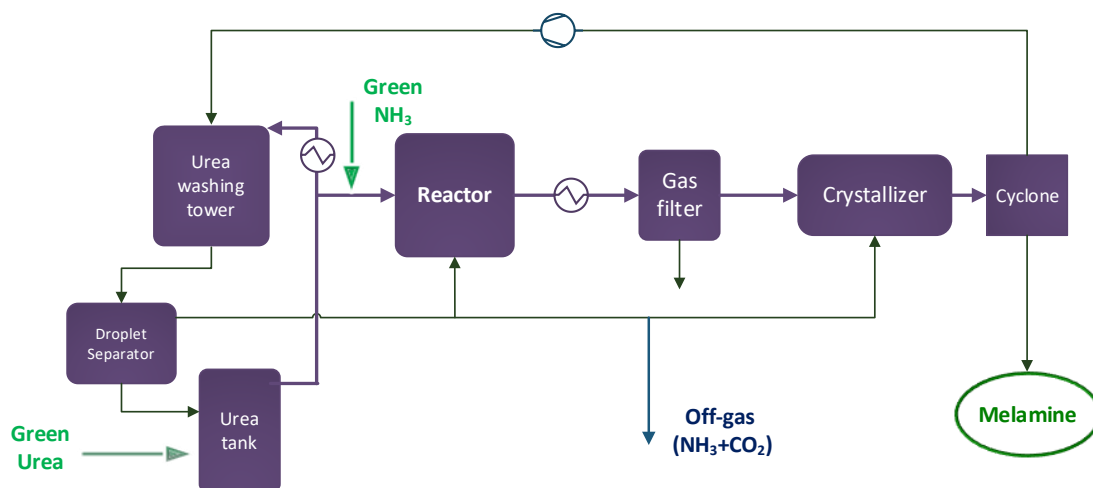 Green
NH₃
Urea
washing
tower
Reactor
Gas
filter
Crystallizer
Cyclone
Droplet
Separator
Urea
tank
Green
Urea
Off-gas
(NH₃+CO₂)
Melamine